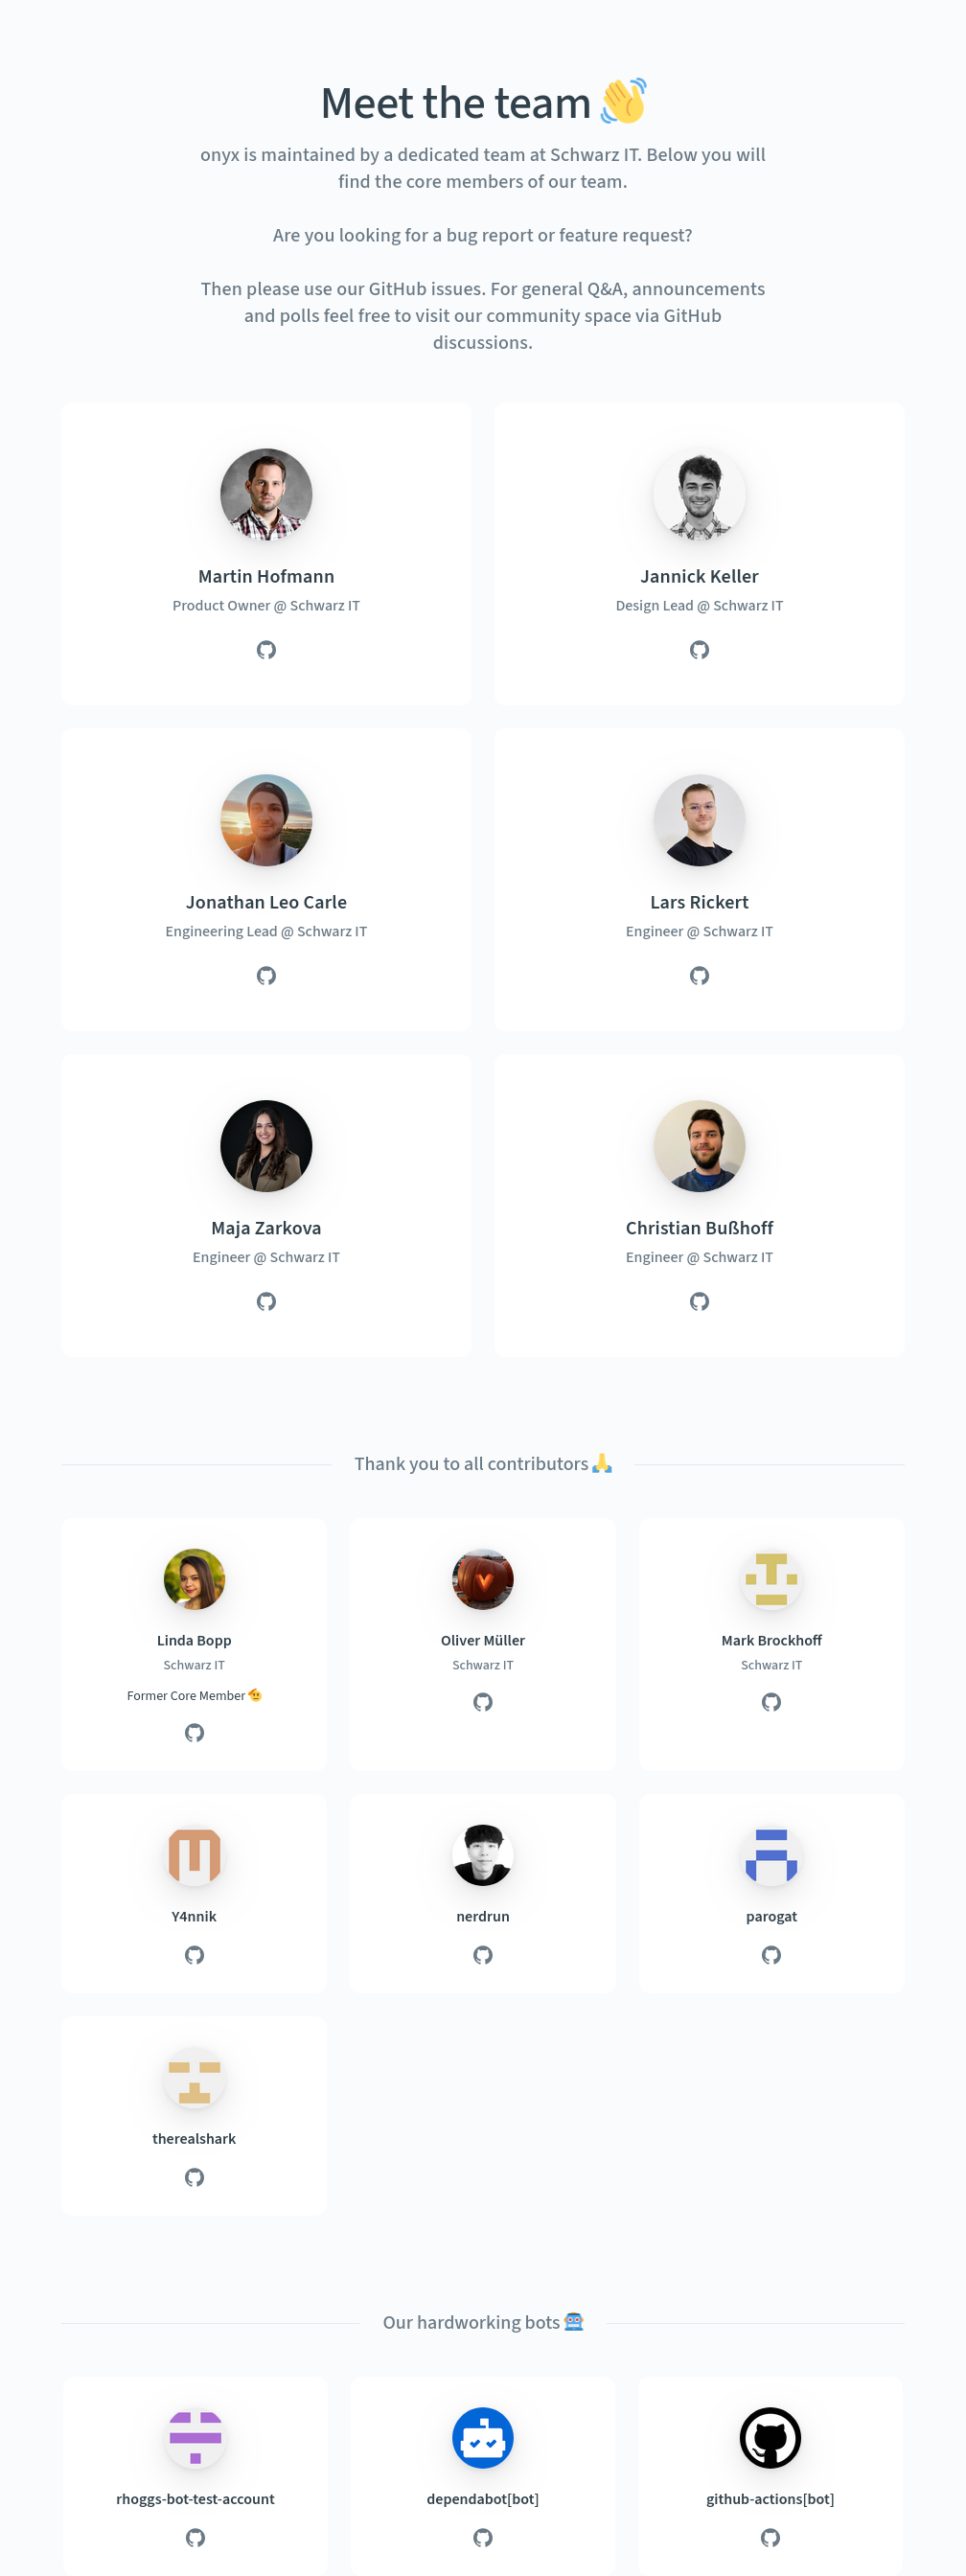 Meet the team 👋
onyx is maintained by a dedicated team at Schwarz IT. Below you will
find the core members of our team.
Are you looking for a bug report or feature request?
Then please use our GitHub issues. For general Q&A, announcements
and polls feel free to visit our community space via GitHub
discussions.
Martin Hofmann
Product Owner @ Schwarz IT
Jannick Keller
Design Lead @ Schwarz IT
Jonathan Leo Carle
Engineering Lead @ Schwarz IT
Lars Rickert
Engineer @ Schwarz IT
Maja Zarkova
Engineer @ Schwarz IT
Christian Bußhoff
Engineer @ Schwarz IT
Thank you to all contributors 🙏
Linda Bopp
Schwarz IT
Former Core Member 🫡
Oliver Müller
Schwarz IT
Mark Brockhoff
Schwarz IT
Y4nnik
nerdrun
parogat
therealshark
Our hardworking bots 🤖
rhoggs-bot-test-account
dependabot[bot]
github-actions[bot]